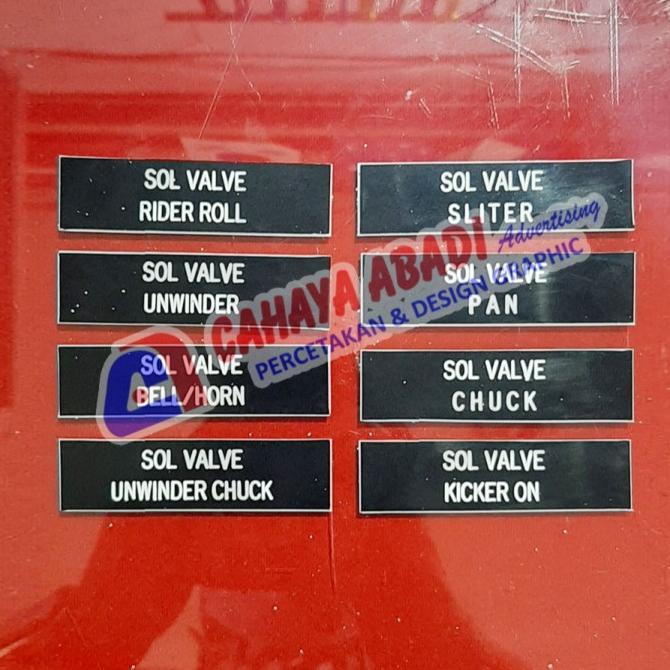 SOL VALVE
RIDER ROLL
SOL VALVE
SLITER
SOL VALVE
UNWINDER
SOL VALVE
PAN
SOL VALVE
BELL/HORN
SOL VALVE
CHUCK
SOL VALVE
UNWINDER CHUCK
SOL VALVE
KICKER ON
CAHAYA ABADI Advertising
PERCETAKAN & DESIGN GRAPHIC